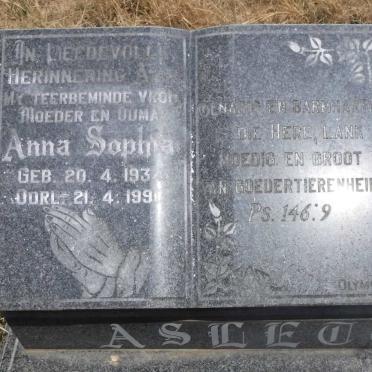 In Liefdevolle
Herinnering Aan
My teerbeminde vrou
Moeder en Ouma
Anna Sophia
GEB. 20. 4. 193
OORL. 21. 4. 199
GENADIG EN BARMHARTIG
IS DIE HERE, LANK
MOEDIG EN GROOT
VAN GOEDERTIERENHEID
Ps. 146:9
OLYMP
ASLET